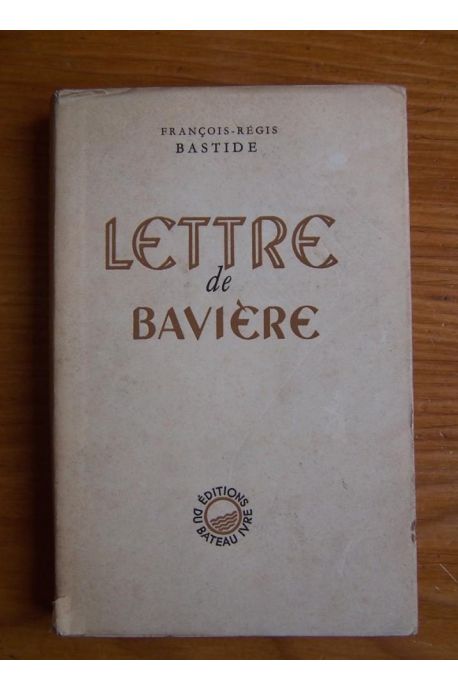 FRANÇOIS-RÉGIS
BASTIDE
LETTRE
de
BAVIÈRE
ÉDITIONS
DU BATEAU IVRE